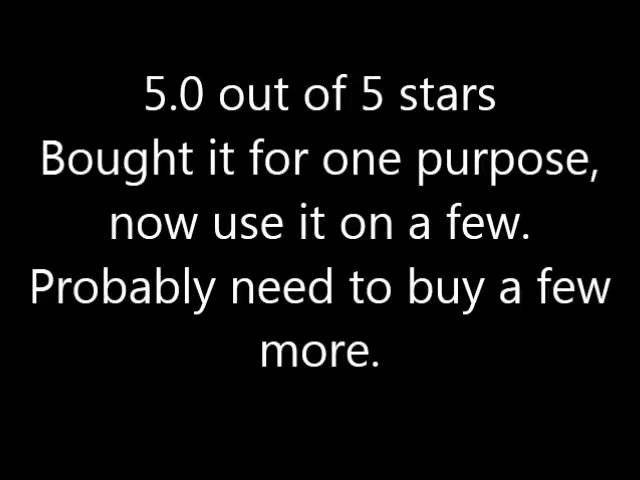 5.0 out of 5 stars
Bought it for one purpose,
now use it on a few.
Probably need to buy a few
more.